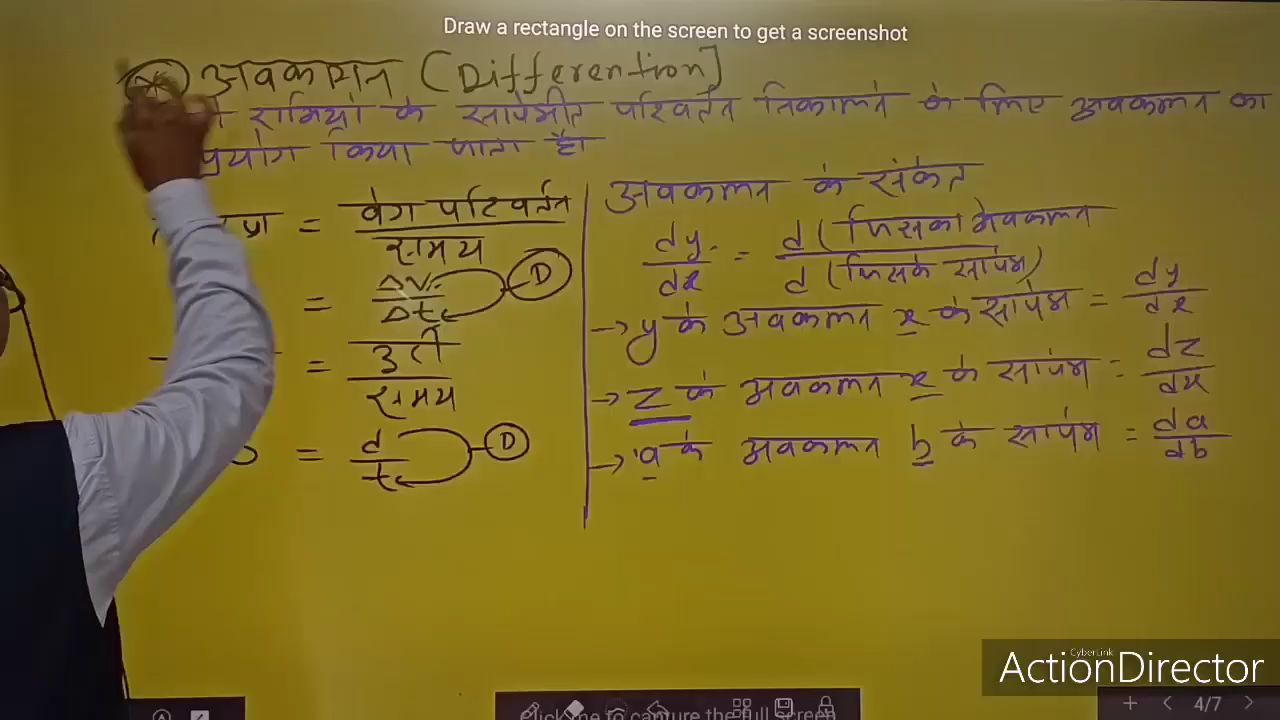 Draw a rectangle on the screen to get a screenshot
अवकलन (Differention]
राशियों के सापेक्षीत परिवर्तन निकालने के लिए अवकलन का
प्रयोग किया जाता है
= वेग परिवर्तन
समय
= Δv
Δt
D
= दूरी
समय
= d
t
D
अवकलन के संकेत
dy = d (जिसका अवकलन
dx d (जिसके सापेक्ष)
→ y के अवकलन x के सापेक्ष = dy
dx
→ z के अवकलन x के सापेक्ष = dz
dx
→ 'a के अवकलन b के सापेक्ष = da
db
CyberLink
ActionDirector
4/7